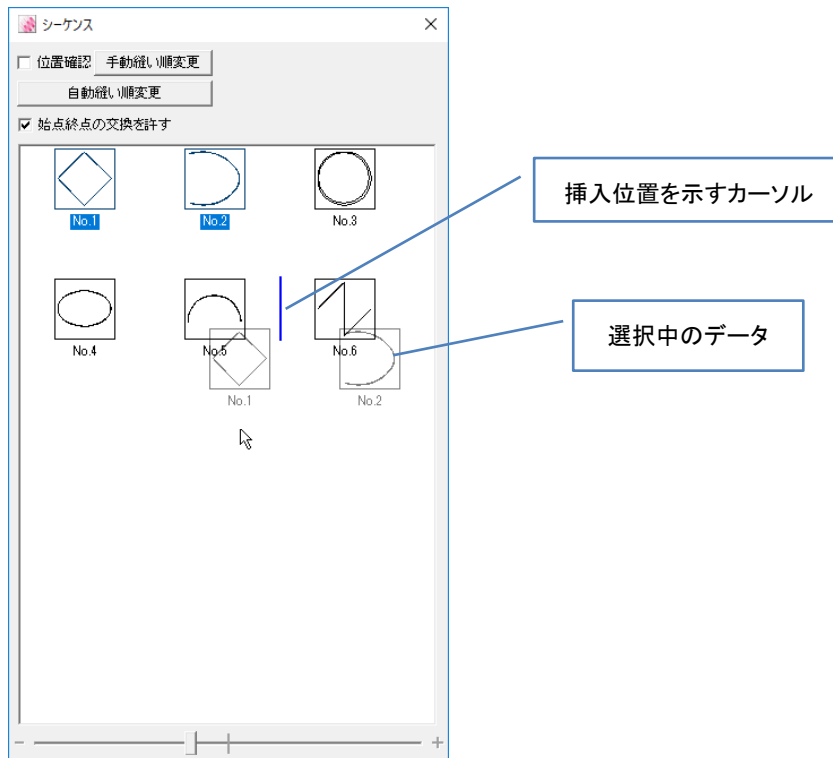 シーケンス
位置確認 手動縫い順変更
自動縫い順変更
始点終点の交換を許す
No.1 No.2 No.3
挿入位置を示すカーソル
No.4 No.5 No.6
選択中のデータ
No.1 No.2
- +